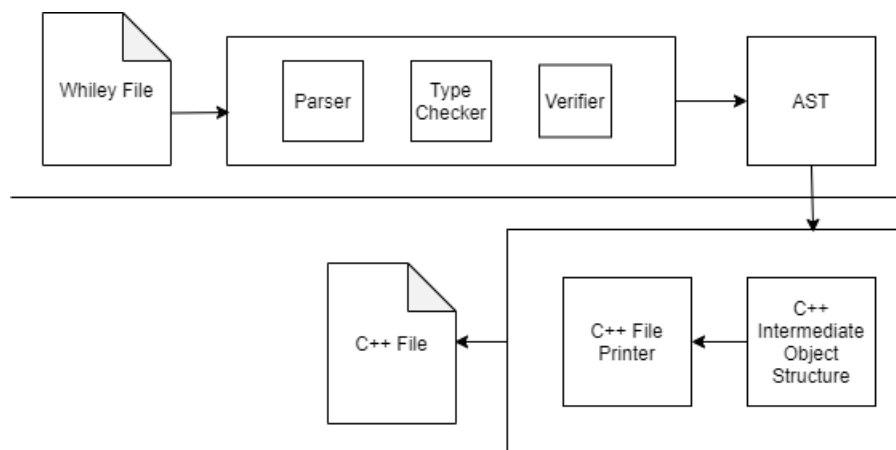 Whiley File
Parser
Type
Checker
Verifier
AST
C++ File
C++ File
Printer
C++
Intermediate
Object
Structure